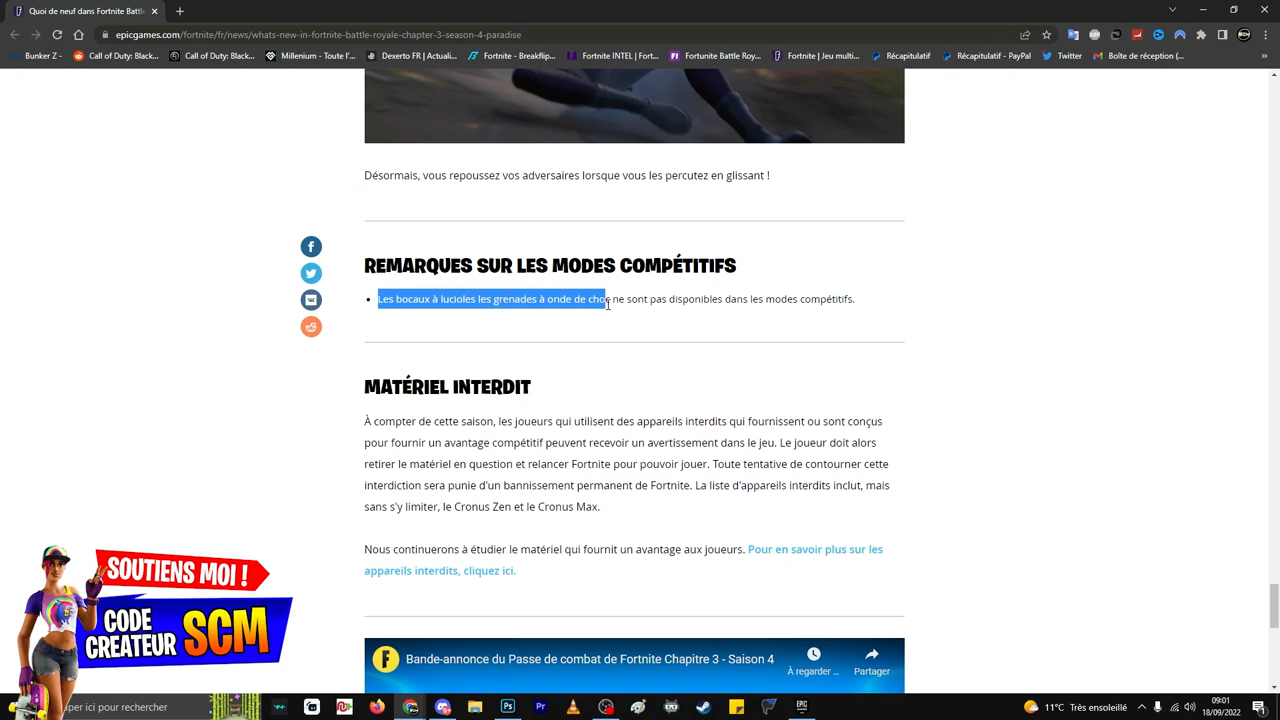 Quoi de neuf dans Fortnite Battle
epicgames.com/fortnite/fr/news/whats-new-in-fortnite-battle-royale-chapter-3-season-4-paradise
Bunker Z - Call of Duty: Black... Call of Duty: Black... Millenium - Toute l'... Dexerto FR | Actuali... Fortnite - Breakflip... Fortnite INTEL | Fort... Fortunite Battle Roy... Fortnite | Jeu multi... Récapitulatif Récapitulatif - PayPal Twitter Boîte de réception (...
Désormais, vous repoussez vos adversaires lorsque vous les percutez en glissant !
REMARQUES SUR LES MODES COMPÉTITIFS
• Les bocaux à lucioles les grenades à onde de choc ne sont pas disponibles dans les modes compétitifs.
MATÉRIEL INTERDIT
À compter de cette saison, les joueurs qui utilisent des appareils interdits qui fournissent ou sont conçus
pour fournir un avantage compétitif peuvent recevoir un avertissement dans le jeu. Le joueur doit alors
retirer le matériel en question et relancer Fortnite pour pouvoir jouer. Toute tentative de contourner cette
interdiction sera punie d'un bannissement permanent de Fortnite. La liste d'appareils interdits inclut, mais
sans s'y limiter, le Cronus Zen et le Cronus Max.
Nous continuerons à étudier le matériel qui fournit un avantage aux joueurs. Pour en savoir plus sur les
appareils interdits, cliquez ici.
SOUTIENS MOI !
CODE
CREATEUR SCM
Bande-annonce du Passe de combat de Fortnite Chapitre 3 - Saison 4
À regarder ... Partager
aper ici pour rechercher
11°C Très ensoleillé
09:01
18/09/2022